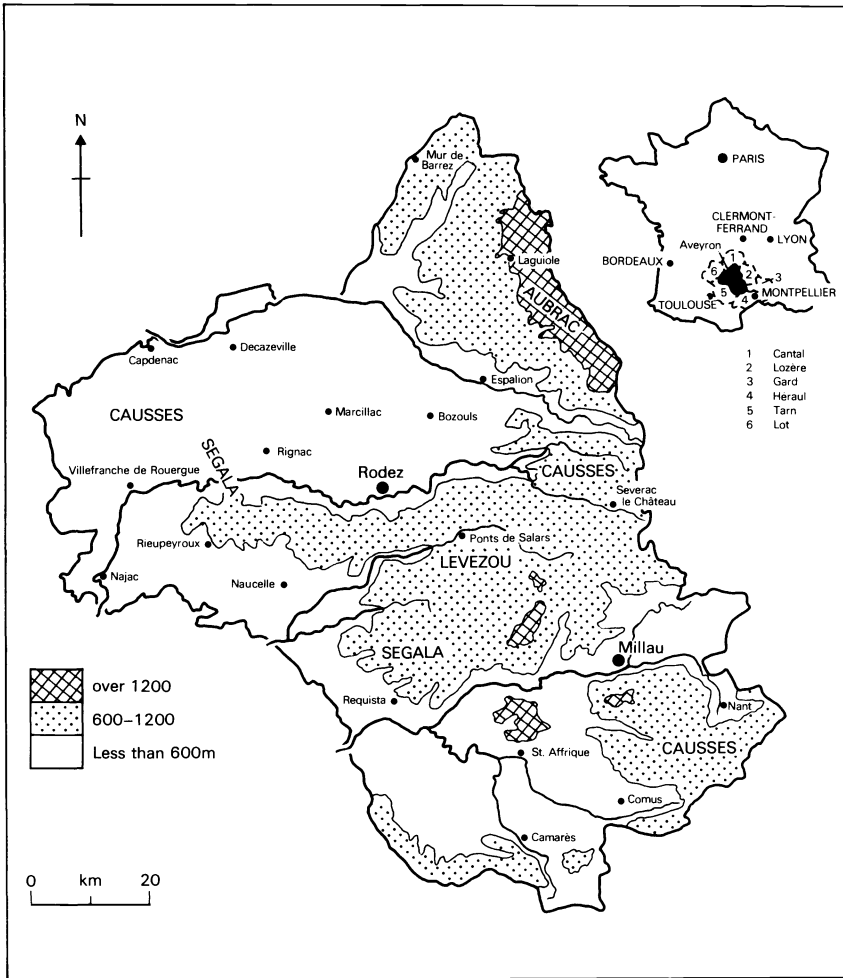 N
Mur de
Barrez
Laguiole
AUBRAC
Capdenac
Decazeville
Espalion
CAUSSES
Marcillac
Bozouls
SEGALA
Rignac
Villefranche de Rouergue
Rodez
CAUSSES
Severac
le Château
Rieupeyroux
Ponts de Salars
LEVEZOU
Najac
Naucelle
SEGALA
Millau
Requista
Nant
CAUSSES
St. Affrique
Comus
Camarès
over 1200
600–1200
Less than 600m
0 km 20
PARIS
CLERMONT-
FERRAND
LYON
Aveyron
BORDEAUX
1
6
2
3
5
4
MONTPELLIER
TOULOUSE
1 Cantal
2 Lozère
3 Gard
4 Heraul
5 Tarn
6 Lot